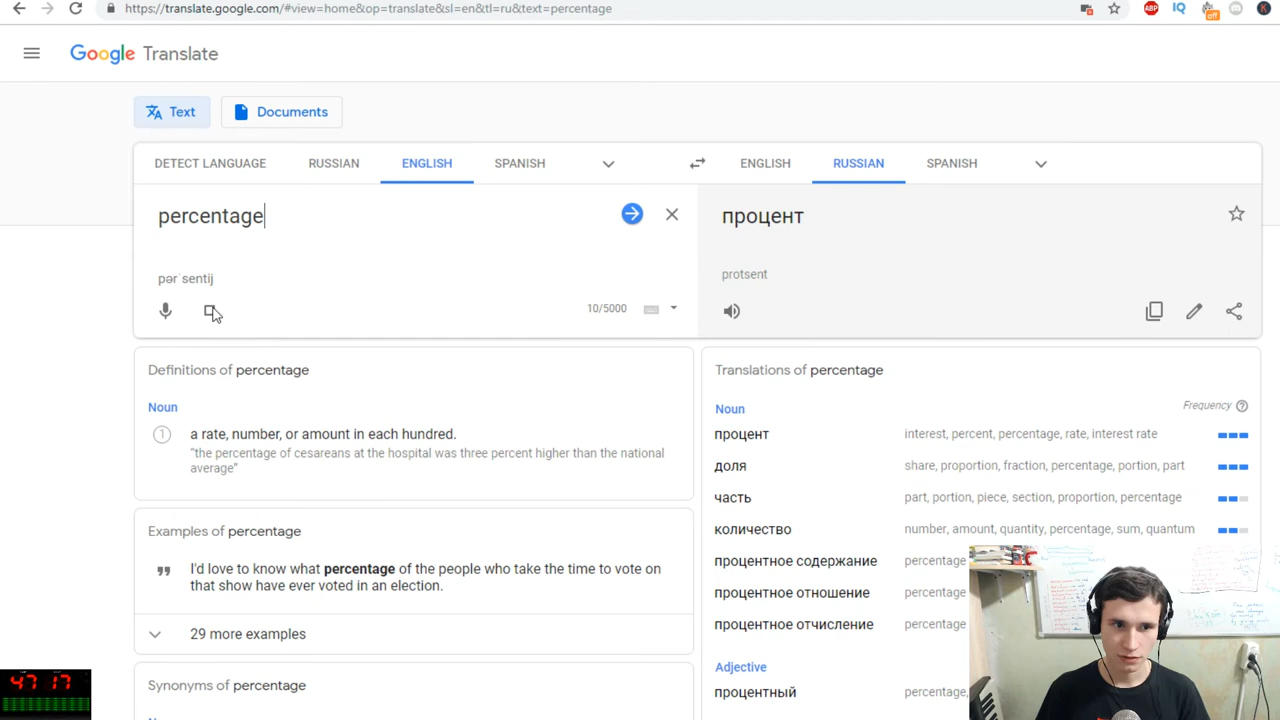 https://translate.google.com/#view=home&op=translate&sl=en&tl=ru&text=percentage
ABP
IQ
off
K
Google Translate
Text
Documents
DETECT LANGUAGE RUSSIAN ENGLISH SPANISH
ENGLISH RUSSIAN SPANISH
percentage
pərˈsentij
10/5000
процент
protsent
Definitions of percentage
Noun
1 a rate, number, or amount in each hundred.
"the percentage of cesareans at the hospital was three percent higher than the national
average"
Examples of percentage
I'd love to know what percentage of the people who take the time to vote on
that show have ever voted in an election.
29 more examples
Synonyms of percentage
Translations of percentage
Noun Frequency
процент interest, percent, percentage, rate, interest rate
доля share, proportion, fraction, percentage, portion, part
часть part, portion, piece, section, proportion, percentage
количество number, amount, quantity, percentage, sum, quantum
процентное содержание percentage
процентное отношение percentage
процентное отчисление percentage
Adjective
процентный percentage,
47 17